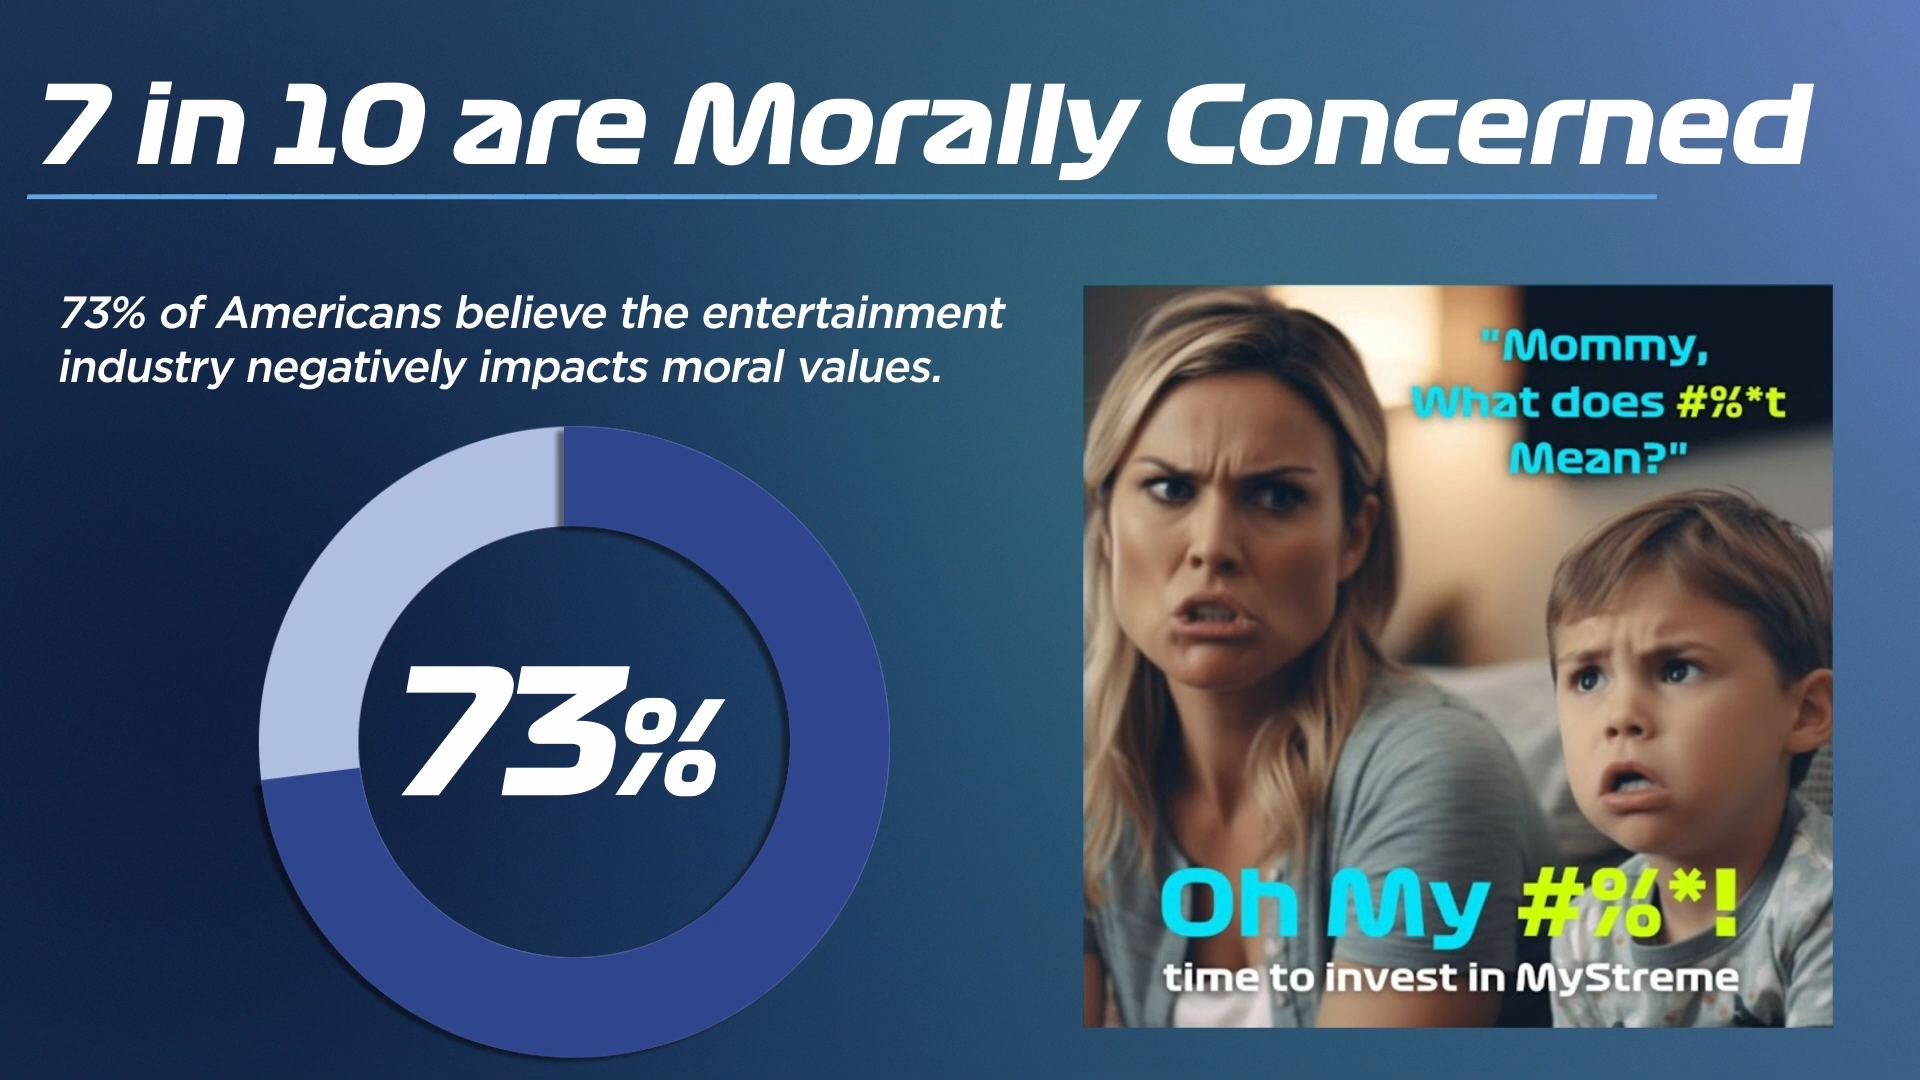 7 in 10 are Morally Concerned
73% of Americans believe the entertainment
industry negatively impacts moral values.
73%
"Mommy,
What does #%*t
Mean?"
Oh My #%*!
time to invest in MyStreme